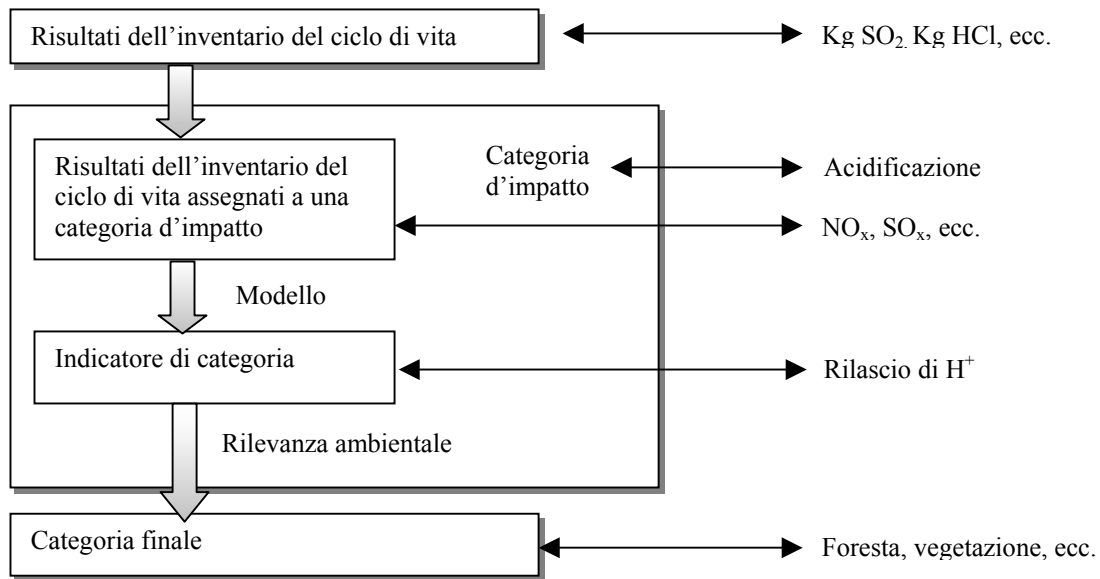 Risultati dell’inventario del ciclo di vita
Kg SO₂, Kg HCl, ecc.
Risultati dell’inventario del
ciclo di vita assegnati a una
categoria d’impatto
Categoria
d’impatto
Acidificazione
NOₓ, SOₓ, ecc.
Modello
Indicatore di categoria
Rilascio di H⁺
Rilevanza ambientale
Categoria finale
Foresta, vegetazione, ecc.